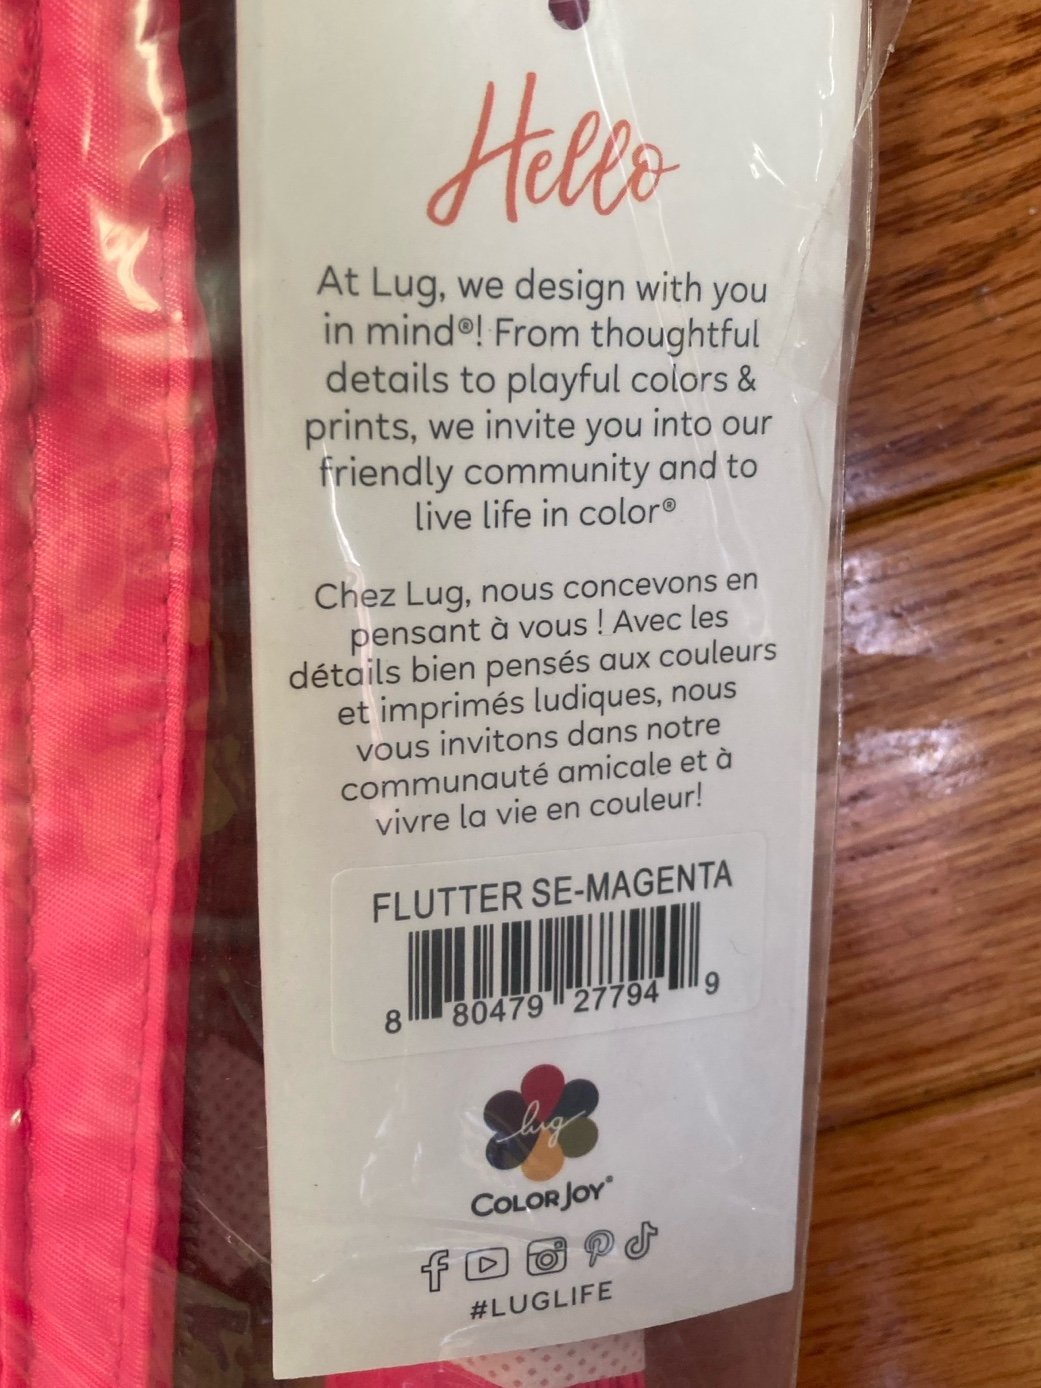 Hello
At Lug, we design with you
in mind®! From thoughtful
details to playful colors &
prints, we invite you into our
friendly community and to
live life in color®
Chez Lug, nous concevons en
pensant à vous ! Avec les
détails bien pensés aux couleurs
et imprimés ludiques, nous
vous invitons dans notre
communauté amicale et à
vivre la vie en couleur!
FLUTTER SE-MAGENTA
8 80479 27794 9
lug
COLORJOY®
#LUGLIFE